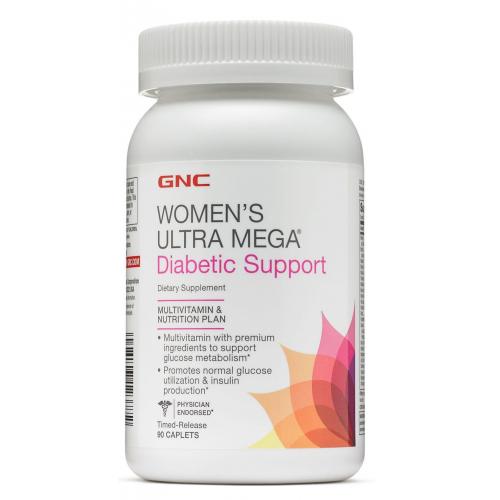 GNC
WOMEN'S
ULTRA MEGA®
Diabetic Support
Dietary Supplement
MULTIVITAMIN &
NUTRITION PLAN
• Multivitamin with premium
ingredients to support
glucose metabolism*
• Promotes normal glucose
utilization & insulin
production*
PHYSICIAN
ENDORSED*
Timed-Release
90 CAPLETS